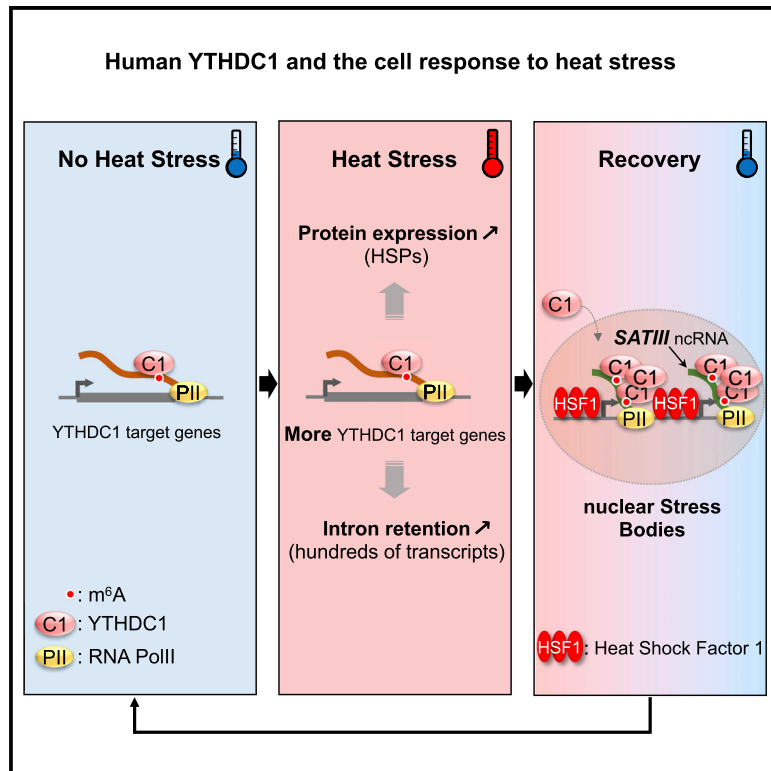 Human YTHDC1 and the cell response to heat stress
No Heat Stress
C1
PII
YTHDC1 target genes
: m⁶A
C1 : YTHDC1
PII : RNA PolII
Heat Stress
Protein expression ↗
(HSPs)
C1
PII
More YTHDC1 target genes
Intron retention ↗
(hundreds of transcripts)
Recovery
C1
SATIII ncRNA
C1 C1
C1 C1
C1 C1
HSF1 HSF1
PII PII
nuclear Stress
Bodies
HSF1 : Heat Shock Factor 1